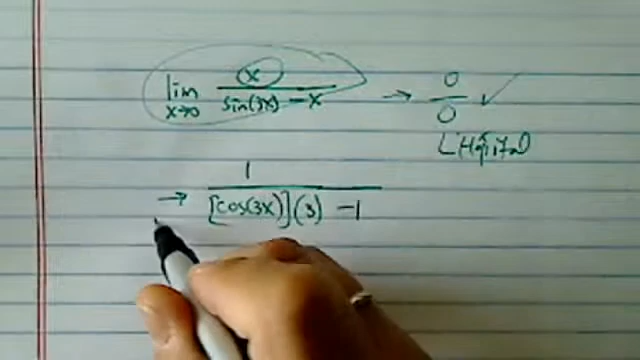 lim x→0 x / sin(3x) - x → 0/0 ✓
L'Hôpital
→ 1 / [cos(3x)](3) - 1